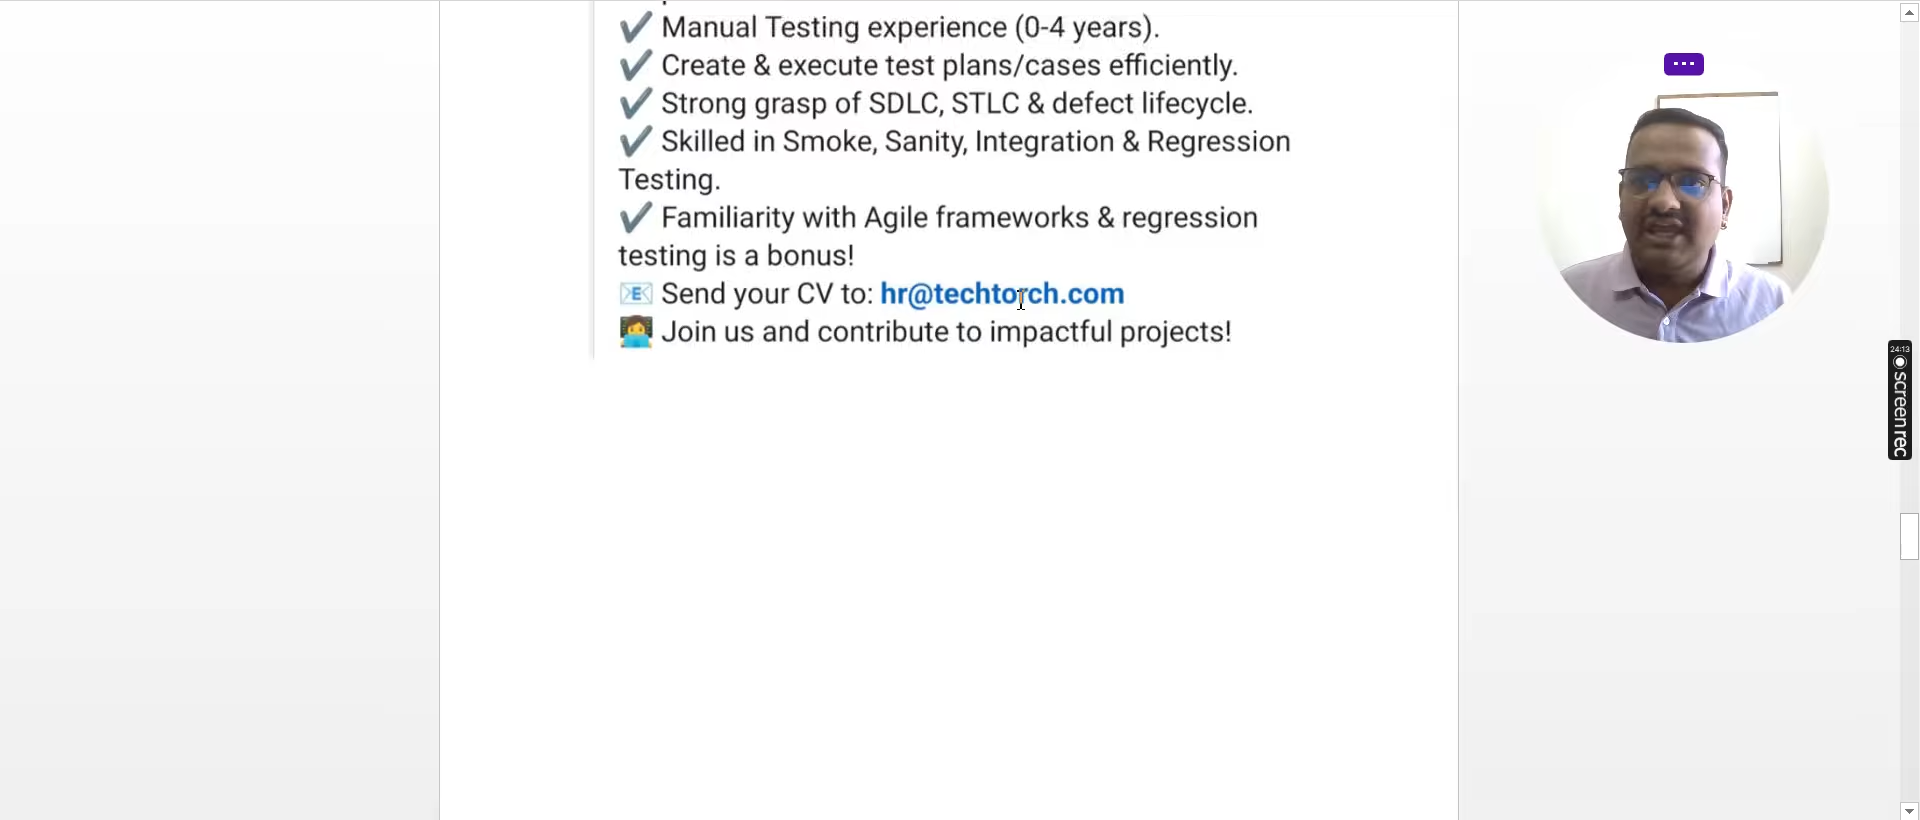 ✔ Manual Testing experience (0-4 years).
✔ Create & execute test plans/cases efficiently.
✔ Strong grasp of SDLC, STLC & defect lifecycle.
✔ Skilled in Smoke, Sanity, Integration & Regression
Testing.
✔ Familiarity with Agile frameworks & regression
testing is a bonus!
📧 Send your CV to: hr@techtorch.com
👩‍💻 Join us and contribute to impactful projects!
24:13
screenrec